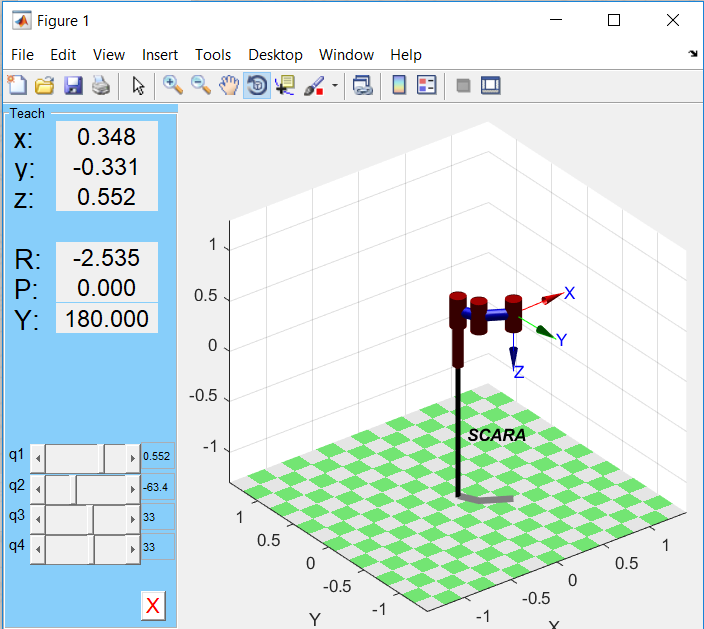 Figure 1
File Edit View Insert Tools Desktop Window Help
Teach
x: 0.348
y: -0.331
z: 0.552
R: -2.535
P: 0.000
Y: 180.000
q1 0.552
q2 -63.4
q3 33
q4 33
X
1
0.5
0
-0.5
-1
X
Y
Z
SCARA
1
0.5
0
-0.5
-1
Y
-1
-0.5
0
0.5
1
X